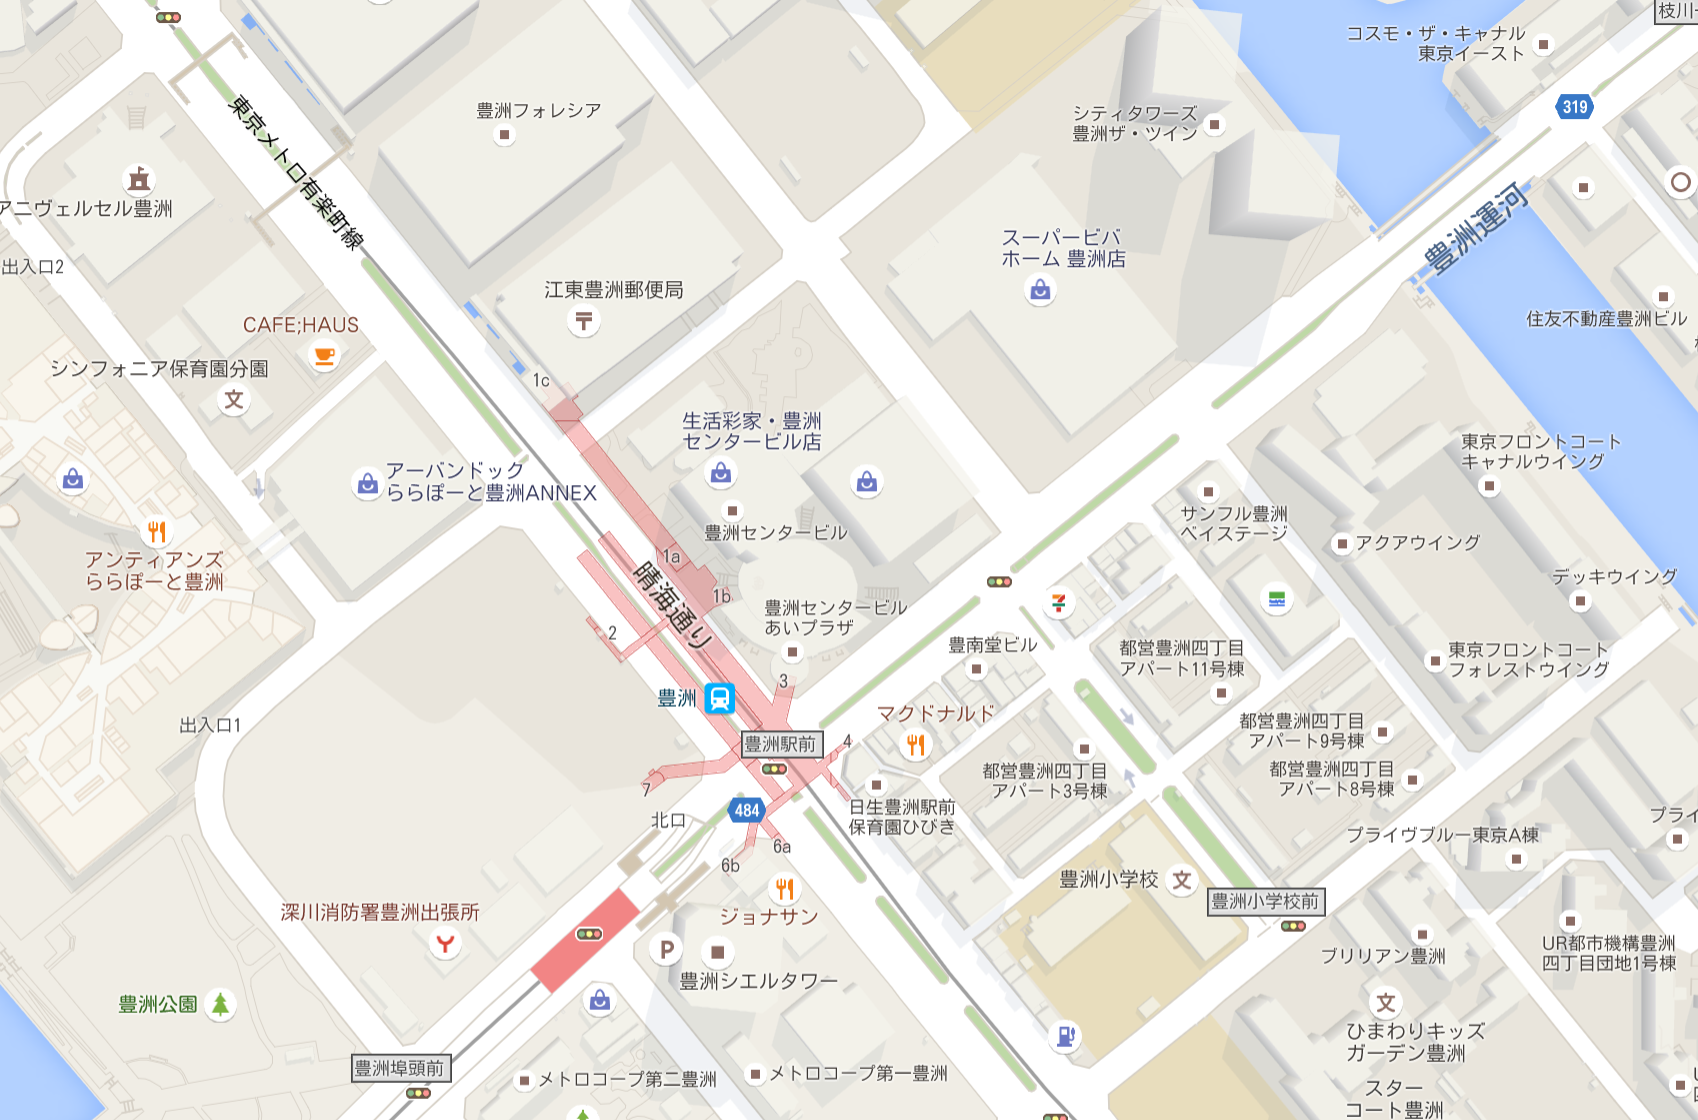 枝川
コスモ・ザ・キャナル
東京イースト
319
豊洲フォレシア
シティタワーズ
豊洲ザ・ツイン
東京メトロ有楽町線
アニヴェルセル豊洲
豊洲運河
スーパービバ
ホーム 豊洲店
出入口2
江東豊洲郵便局
住友不動産豊洲ビル
CAFE;HAUS
シンフォニア保育園分園
文
1c
生活彩家・豊洲
センタービル店
東京フロントコート
キャナルウイング
アーバンドック
ららぽーと豊洲ANNEX
サンフル豊洲
ベイステージ
豊洲センタービル
アクアウイング
アンティアンズ
ららぽーと豊洲
1a
デッキウイング
1b
晴海通り
豊洲センタービル
あいプラザ
2
豊南堂ビル
都営豊洲四丁目
アパート11号棟
東京フロントコート
フォレストウイング
3
豊洲
マクドナルド
出入口1
都営豊洲四丁目
アパート9号棟
豊洲駅前
4
都営豊洲四丁目
アパート3号棟
都営豊洲四丁目
アパート8号棟
7
484
北口
日生豊洲駅前
保育園ひびき
プライ
プライヴブルー東京A棟
6a
6b
豊洲小学校
文
豊洲小学校前
深川消防署豊洲出張所
ジョナサン
P
ブリリアン豊洲
UR都市機構豊洲
四丁目団地1号棟
豊洲シエルタワー
豊洲公園
文
ひまわりキッズ
ガーデン豊洲
豊洲埠頭前
メトロコープ第二豊洲
メトロコープ第一豊洲
スター
コート豊洲